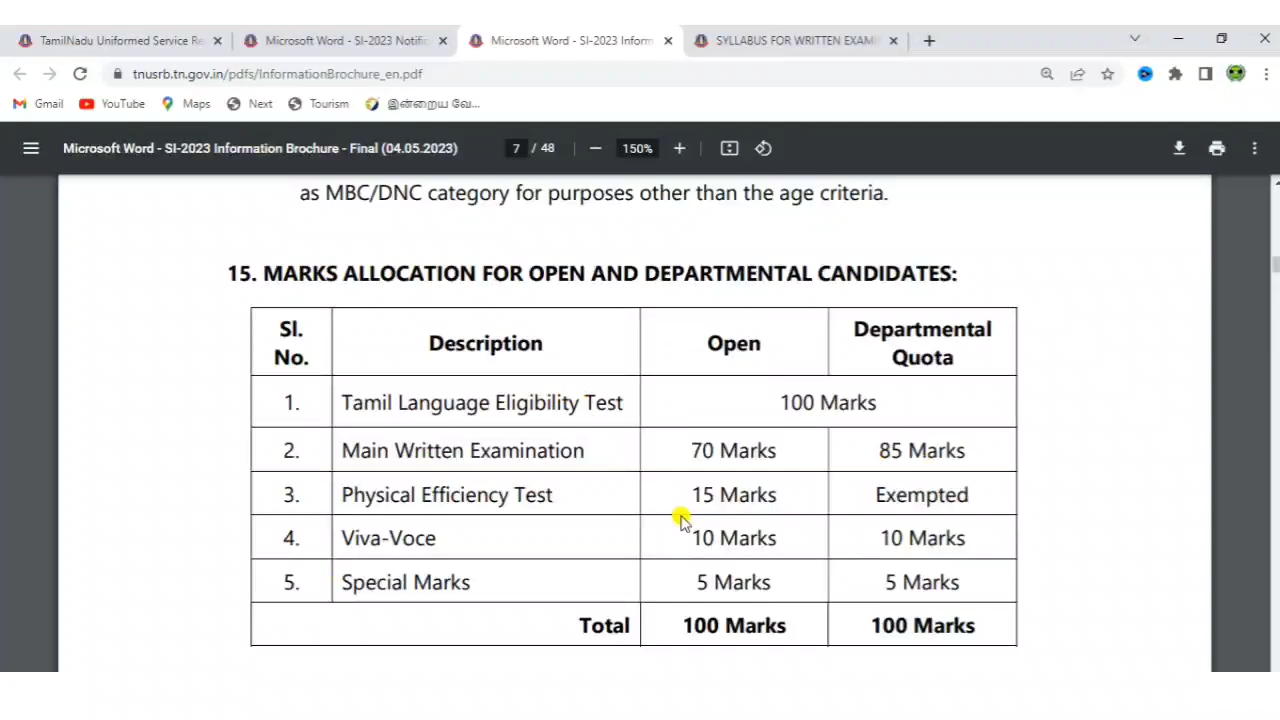 TamilNadu Uniformed Service Re
Microsoft Word - SI-2023 Notific
Microsoft Word - SI-2023 Inform
SYLLABUS FOR WRITTEN EXAMI
tnusrb.tn.gov.in/pdfs/InformationBrochure_en.pdf
Gmail
YouTube
Maps
Next
Tourism
இன்றைய வே...
Microsoft Word - SI-2023 Information Brochure - Final (04.05.2023)
7 / 48
150%
as MBC/DNC category for purposes other than the age criteria.
15. MARKS ALLOCATION FOR OPEN AND DEPARTMENTAL CANDIDATES:
Sl. No. Description Open Departmental Quota
1. Tamil Language Eligibility Test 100 Marks
2. Main Written Examination 70 Marks 85 Marks
3. Physical Efficiency Test 15 Marks Exempted
4. Viva-Voce 10 Marks 10 Marks
5. Special Marks 5 Marks 5 Marks
Total 100 Marks 100 Marks